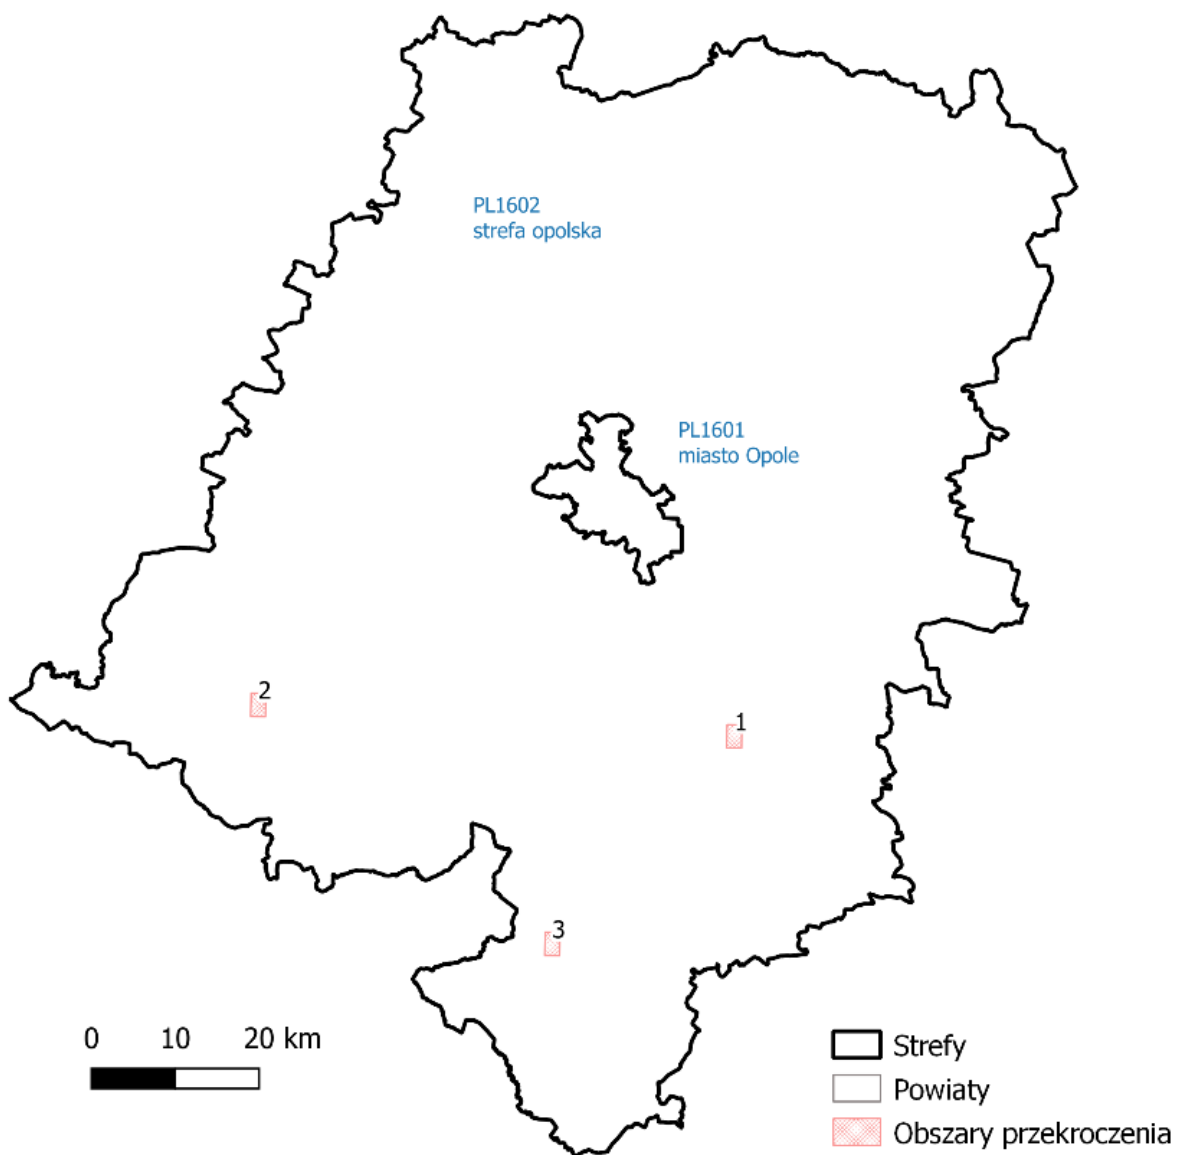 PL1602
strefa opolska
PL1601
miasto Opole
2
1
3
0 10 20 km
Strefy
Powiaty
Obszary przekroczenia